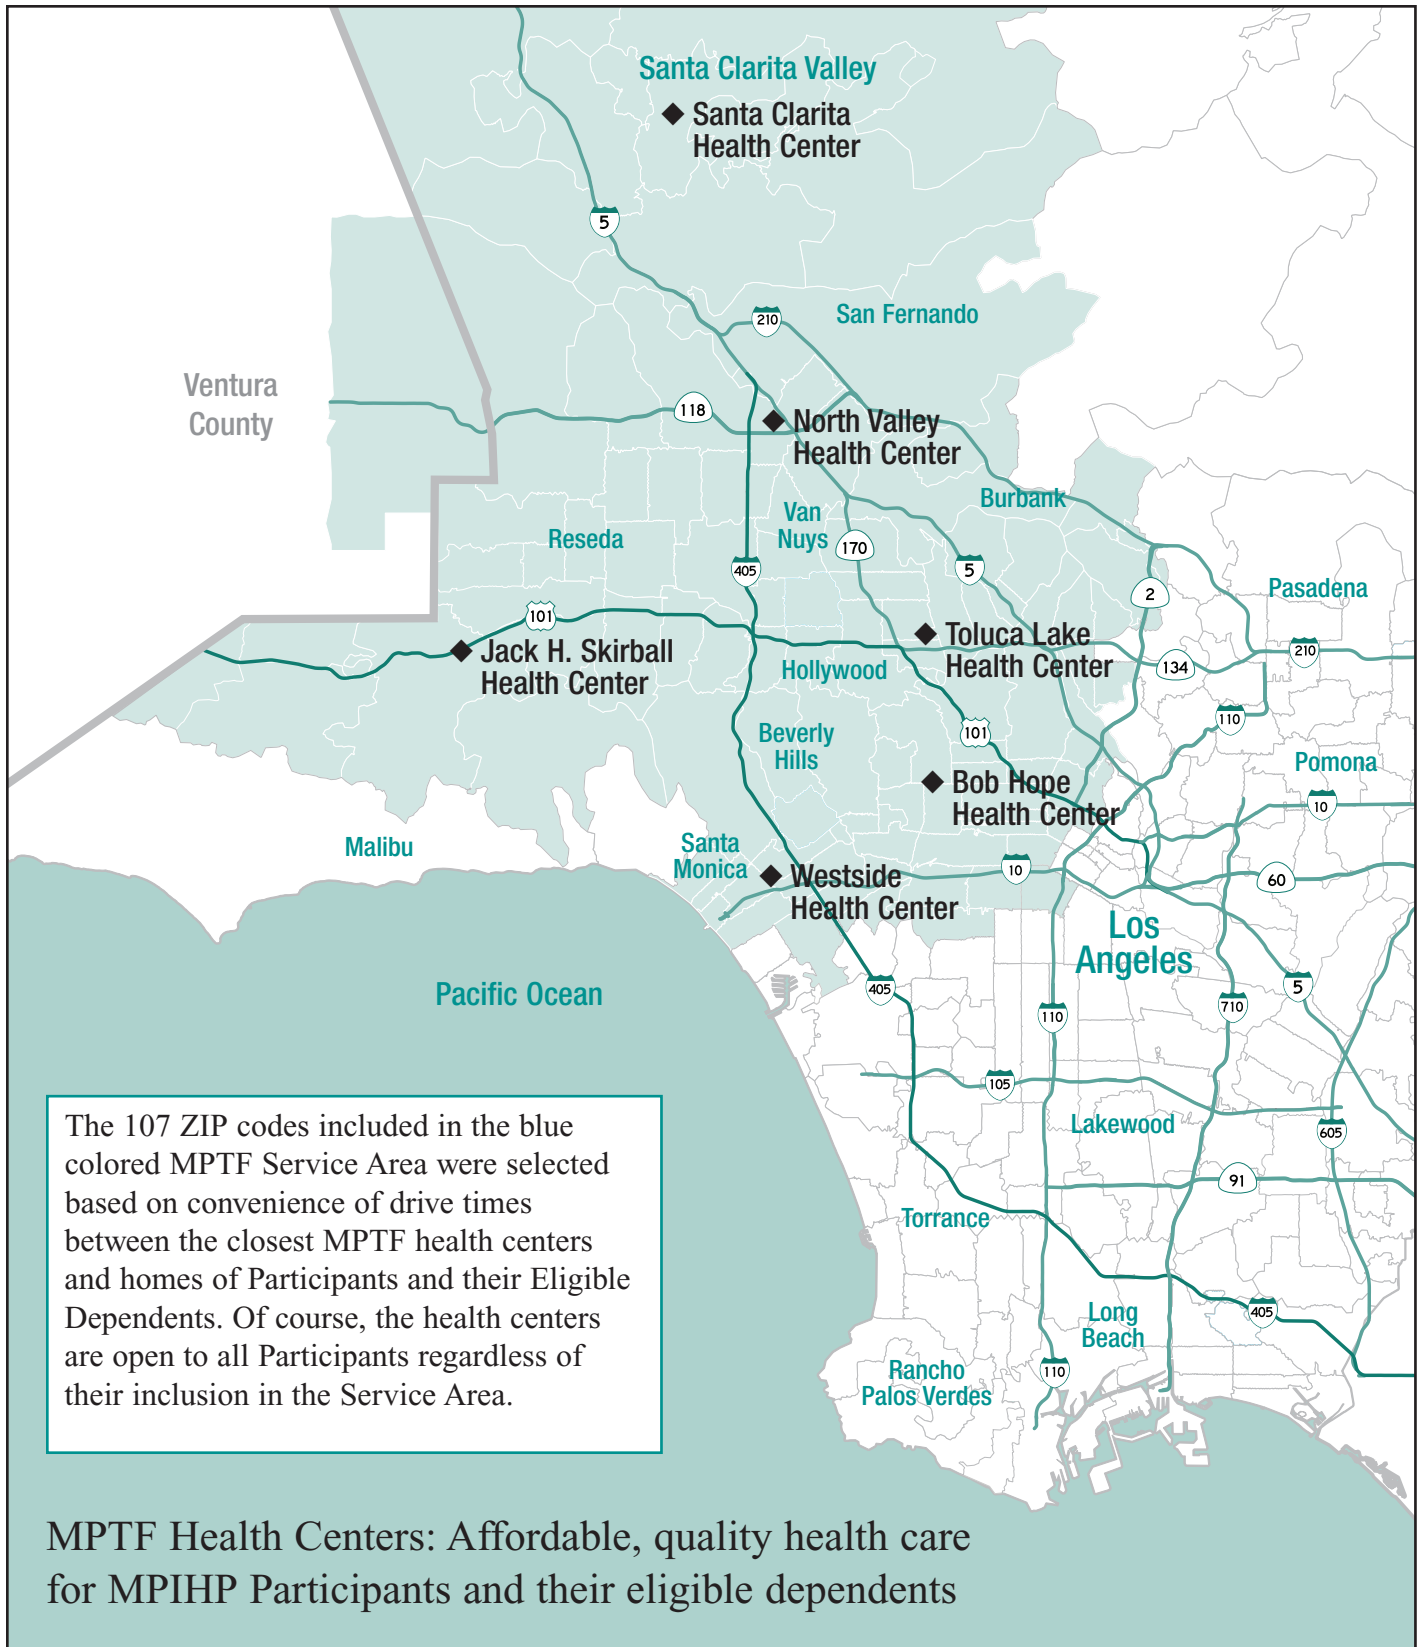 Santa Clarita Valley
Santa Clarita
Health Center
5
210
San Fernando
Ventura
County
118
North Valley
Health Center
Burbank
Van
Nuys
Reseda
170
405
5
2
Pasadena
101
Toluca Lake
Health Center
Jack H. Skirball
Health Center
210
134
Hollywood
110
Beverly
Hills
101
Pomona
Bob Hope
Health Center
10
Malibu
Santa
Monica
10
Westside
Health Center
60
Los
Angeles
Pacific Ocean
405
5
110
710
105
Lakewood
605
The 107 ZIP codes included in the blue
colored MPTF Service Area were selected
based on convenience of drive times
between the closest MPTF health centers
and homes of Participants and their Eligible
Dependents. Of course, the health centers
are open to all Participants regardless of
their inclusion in the Service Area.
91
Torrance
405
Long
Beach
110
Rancho
Palos Verdes
MPTF Health Centers: Affordable, quality health care
for MPIHP Participants and their eligible dependents